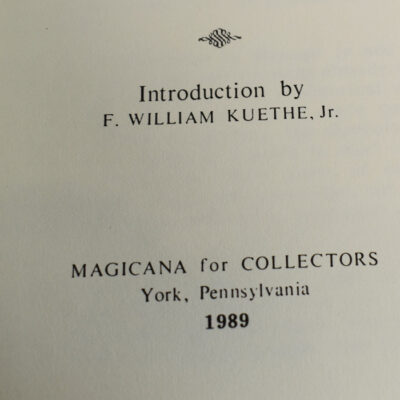 Introduction by
F. WILLIAM KUETHE, Jr.
MAGICANA for COLLECTORS
York, Pennsylvania
1989